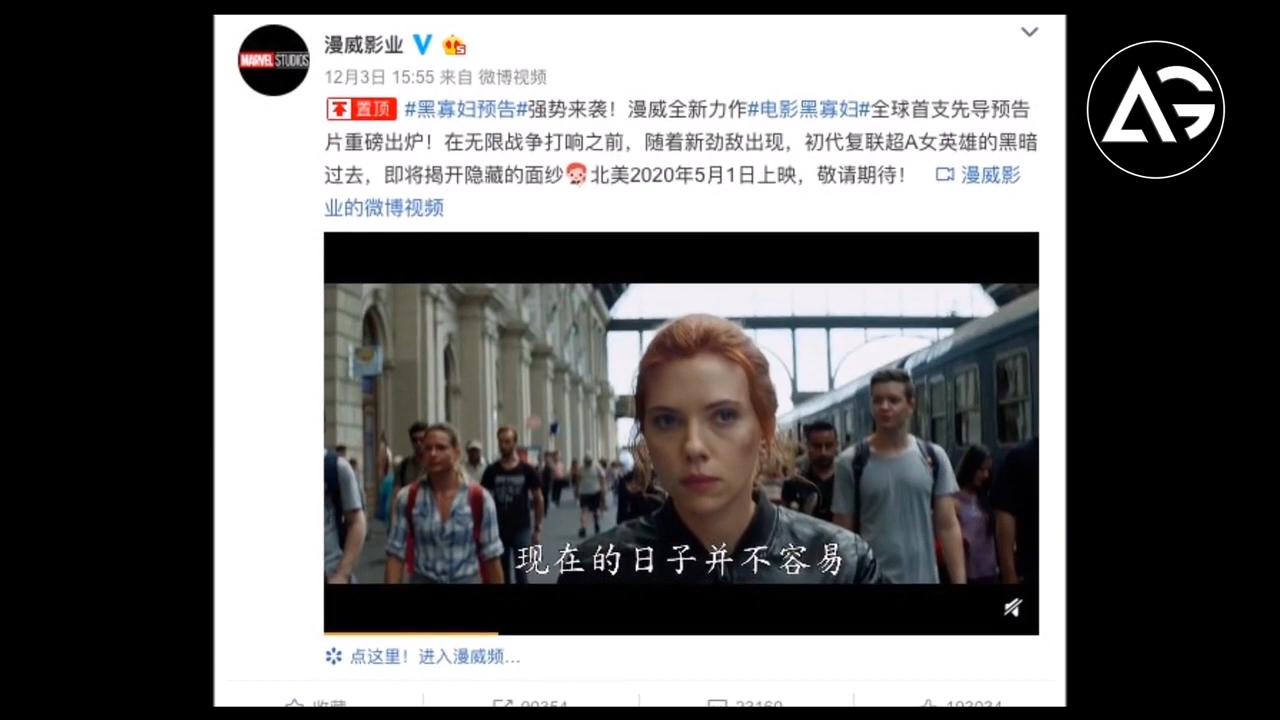 漫威影业
MARVEL STUDIOS
12月3日 15:55 来自 微博视频
置顶 #黑寡妇预告#强势来袭！漫威全新力作#电影黑寡妇#全球首支先导预告
片重磅出炉！在无限战争打响之前，随着新劲敌出现，初代复联超A女英雄的黑暗
过去，即将揭开隐藏的面纱 北美2020年5月1日上映，敬请期待！ 漫威影
业的微博视频
现在的日子并不容易
点这里！进入漫威频...
AG